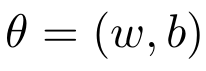 θ = (w, b)